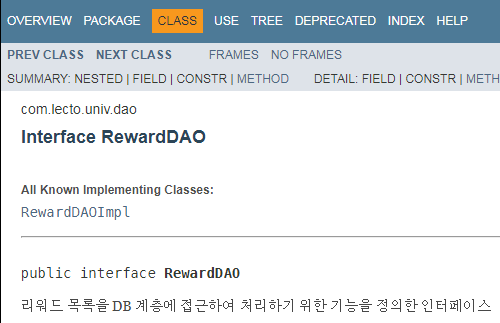 OVERVIEW PACKAGE CLASS USE TREE DEPRECATED INDEX HELP
PREV CLASS NEXT CLASS FRAMES NO FRAMES
SUMMARY: NESTED | FIELD | CONSTR | METHOD DETAIL: FIELD | CONSTR | METH
com.lecto.univ.dao
Interface RewardDAO
All Known Implementing Classes:
RewardDAOImpl
public interface RewardDAO
리워드 목록을 DB 계층에 접근하여 처리하기 위한 기능을 정의한 인터페이스